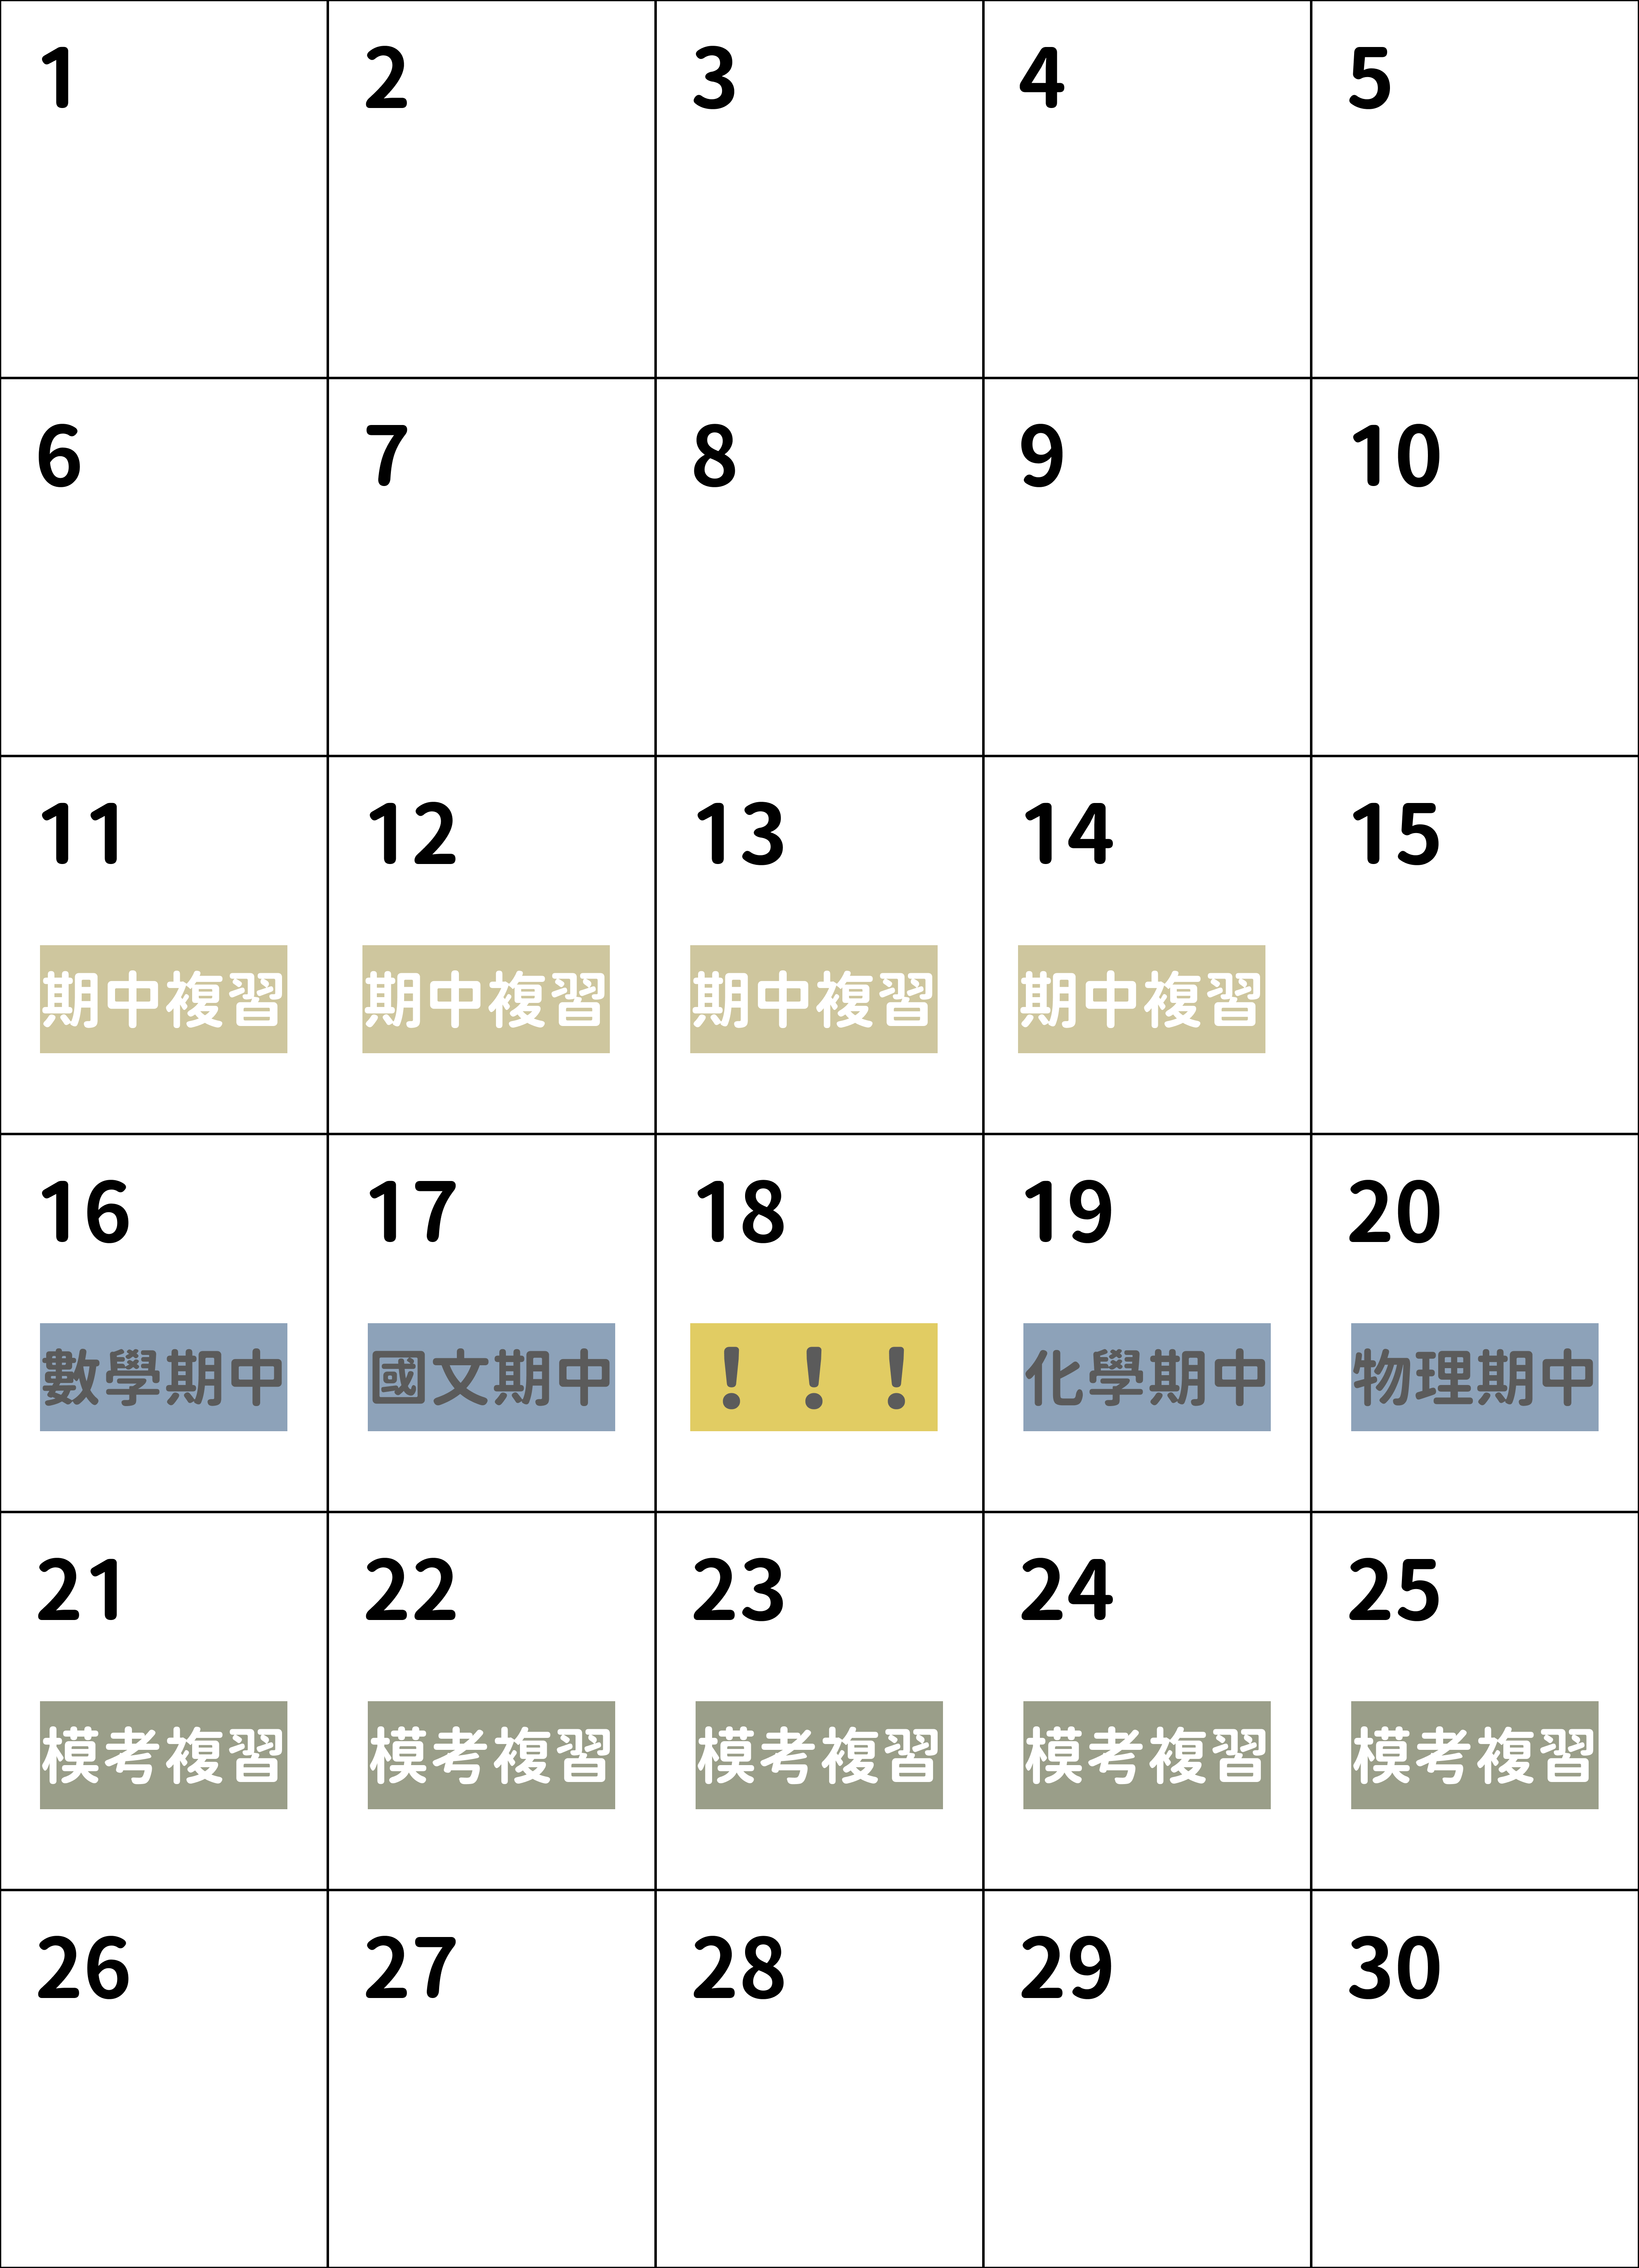 1 2 3 4 5
6 7 8 9 10
11 12 13 14 15
期中複習 期中複習 期中複習 期中複習
16 17 18 19 20
數學期中 國文期中 ！！！ 化學期中 物理期中
21 22 23 24 25
模考複習 模考複習 模考複習 模考複習 模考複習
26 27 28 29 30